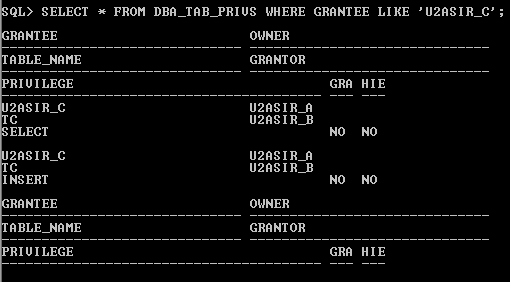 SQL> SELECT * FROM DBA_TAB_PRIVS WHERE GRANTEE LIKE 'U2ASIR_C';
GRANTEE OWNER
------------------------------ ------------------------------
TABLE_NAME GRANTOR
------------------------------ ------------------------------
PRIVILEGE GRA HIE
---------------------------------------- --- ---
U2ASIR_C U2ASIR_A
TC U2ASIR_B
SELECT NO NO
U2ASIR_C U2ASIR_A
TC U2ASIR_B
INSERT NO NO
GRANTEE OWNER
------------------------------ ------------------------------
TABLE_NAME GRANTOR
------------------------------ ------------------------------
PRIVILEGE GRA HIE
---------------------------------------- --- ---